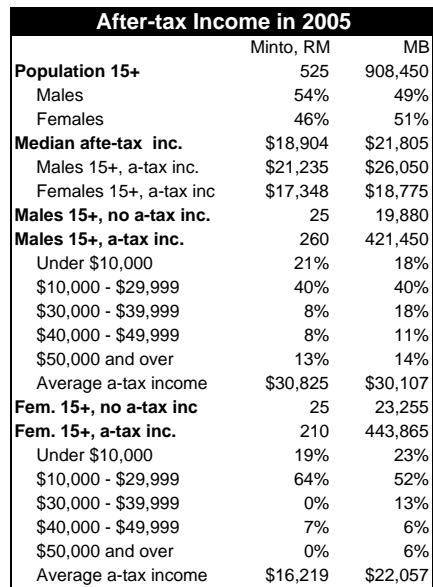 After-tax Income in 2005
Minto, RM MB
Population 15+ 525 908,450
Males 54% 49%
Females 46% 51%
Median afte-tax inc. $18,904 $21,805
Males 15+, a-tax inc. $21,235 $26,050
Females 15+, a-tax inc $17,348 $18,775
Males 15+, no a-tax inc. 25 19,880
Males 15+, a-tax inc. 260 421,450
Under $10,000 21% 18%
$10,000 - $29,999 40% 40%
$30,000 - $39,999 8% 18%
$40,000 - $49,999 8% 11%
$50,000 and over 13% 14%
Average a-tax income $30,825 $30,107
Fem. 15+, no a-tax inc 25 23,255
Fem. 15+, a-tax inc. 210 443,865
Under $10,000 19% 23%
$10,000 - $29,999 64% 52%
$30,000 - $39,999 0% 13%
$40,000 - $49,999 7% 6%
$50,000 and over 0% 6%
Average a-tax income $16,219 $22,057